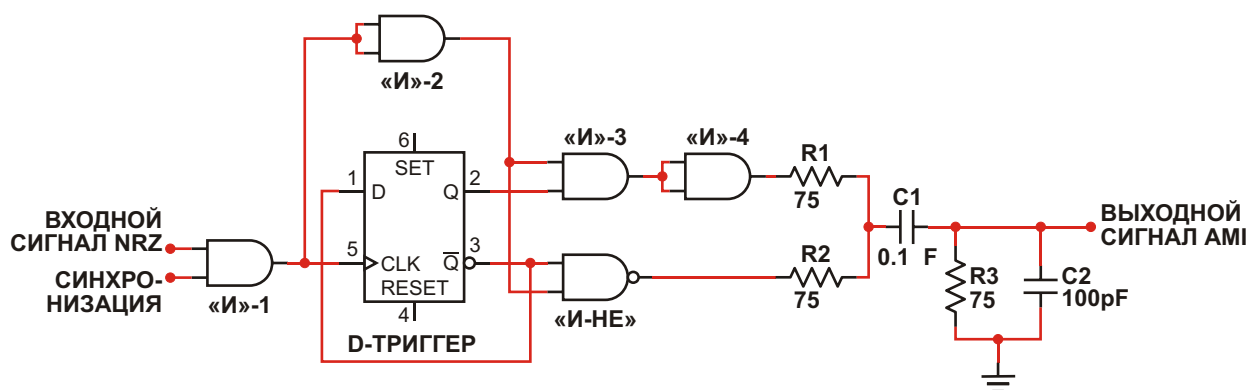 «И»-2
«И»-3
«И»-4
R1
75
C1
0.1 F
ВЫХОДНОЙ
СИГНАЛ AMI
6
SET
1
D
Q
2
ВХОДНОЙ
СИГНАЛ NRZ
СИНХРО-
НИЗАЦИЯ
«И»-1
5
CLK
Q
3
RESET
4
D-ТРИГГЕР
«И-НЕ»
R2
75
R3
75
C2
100pF